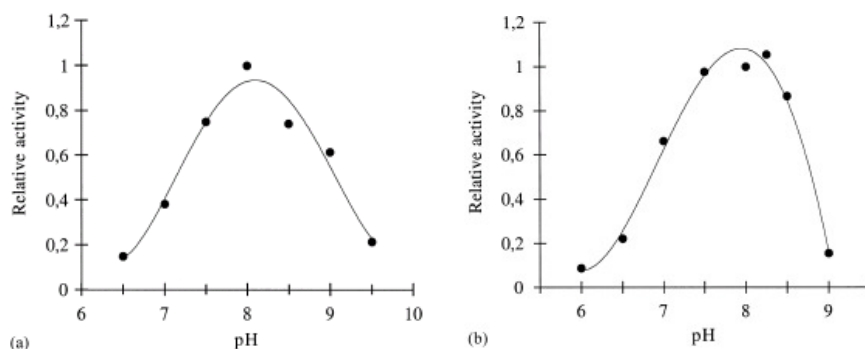 1,2
1
0,8
0,6
0,4
0,2
0
Relative activity
6 7 8 9 10
pH
(a)
1,2
1
0,8
0,6
0,4
0,2
0
Relative activity
6 7 8 9
pH
(b)